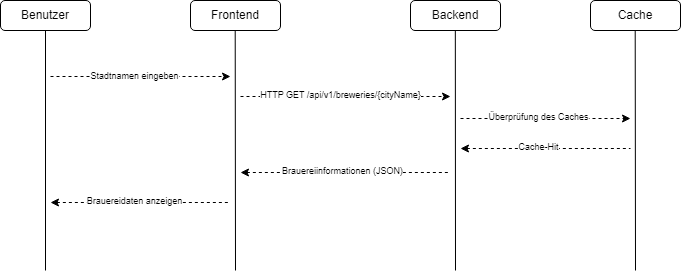 Benutzer
Frontend
Backend
Cache
Stadtnamen eingeben
HTTP GET /api/v1/breweries/{cityName}
Überprüfung des Caches
Cache-Hit
Brauereiinformationen (JSON)
Brauereidaten anzeigen